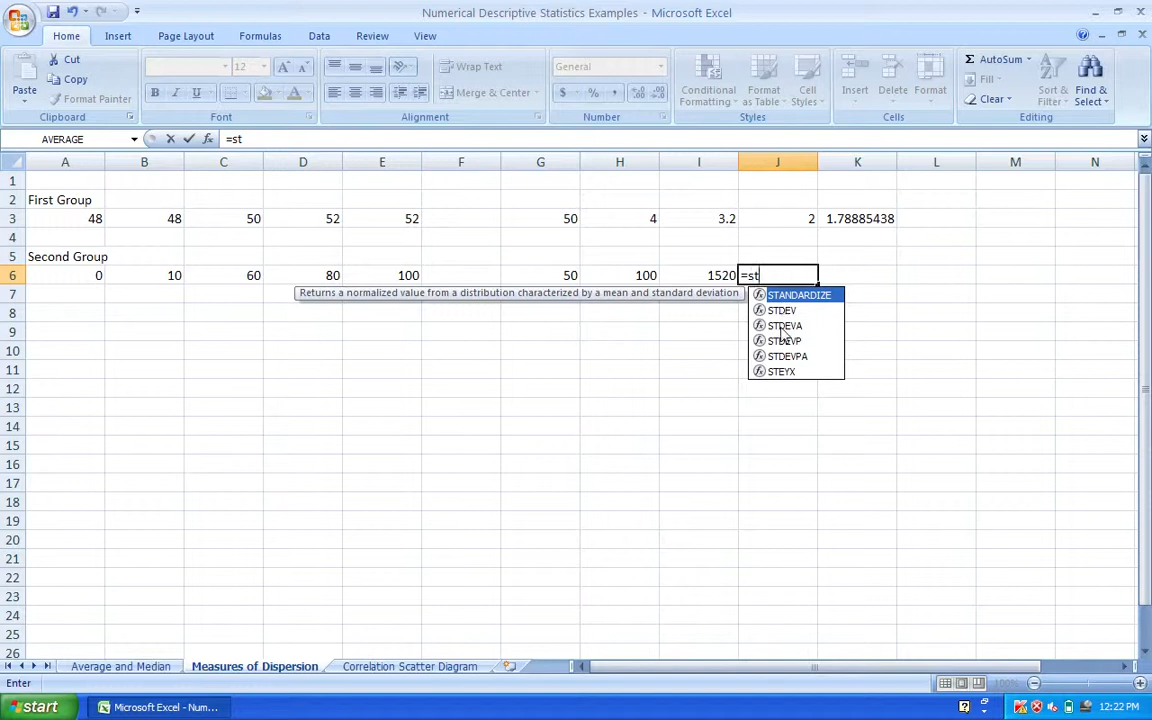 Numerical Descriptive Statistics Examples - Microsoft Excel
Home Insert Page Layout Formulas Data Review View
Paste
Cut
Copy
Format Painter
Clipboard
12
A A
B I U
A
Font
Wrap Text
Merge & Center
Alignment
General
$ % ,
Number
Conditional Formatting
Format as Table
Cell Styles
Styles
Insert Delete Format
Cells
AutoSum
Fill
Clear
Sort & Filter
Find & Select
Editing
AVERAGE fx =st
A B C D E F G H I J K L M N
1
2 First Group
3 48 48 50 52 52 50 4 3.2 2 1.78885438
4
5 Second Group
6 0 10 60 80 100 50 100 1520 =st
7 Returns a normalized value from a distribution characterized by a mean and standard deviation
STANDARDIZE
8 STDEV
9 STDEVA
STDEVP
10 STDEVPA
11 STEYX
12
13
14
15
16
17
18
19
20
21
22
23
24
25
26
Average and Median Measures of Dispersion Correlation Scatter Diagram
Enter 100%
start Microsoft Excel - Num... 12:22 PM